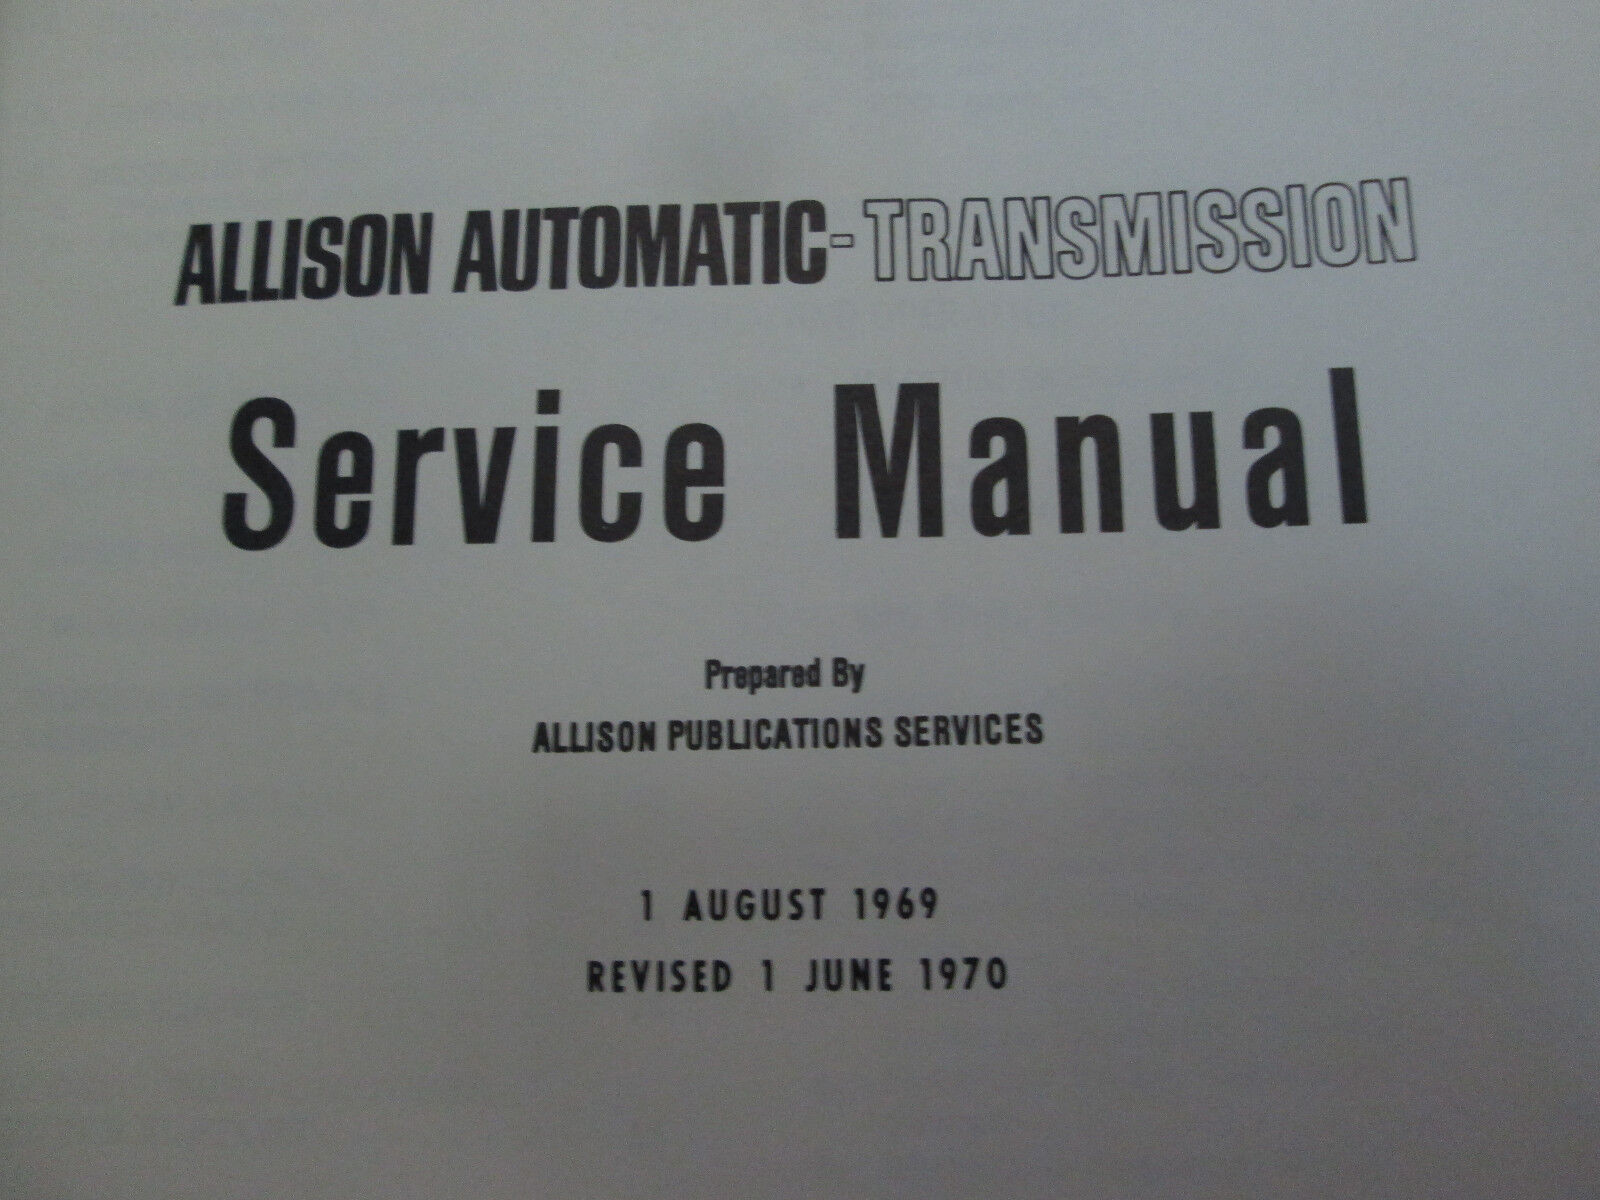 ALLISON AUTOMATIC-TRANSMISSION
Service Manual
Prepared By
ALLISON PUBLICATIONS SERVICES
1 AUGUST 1969
REVISED 1 JUNE 1970